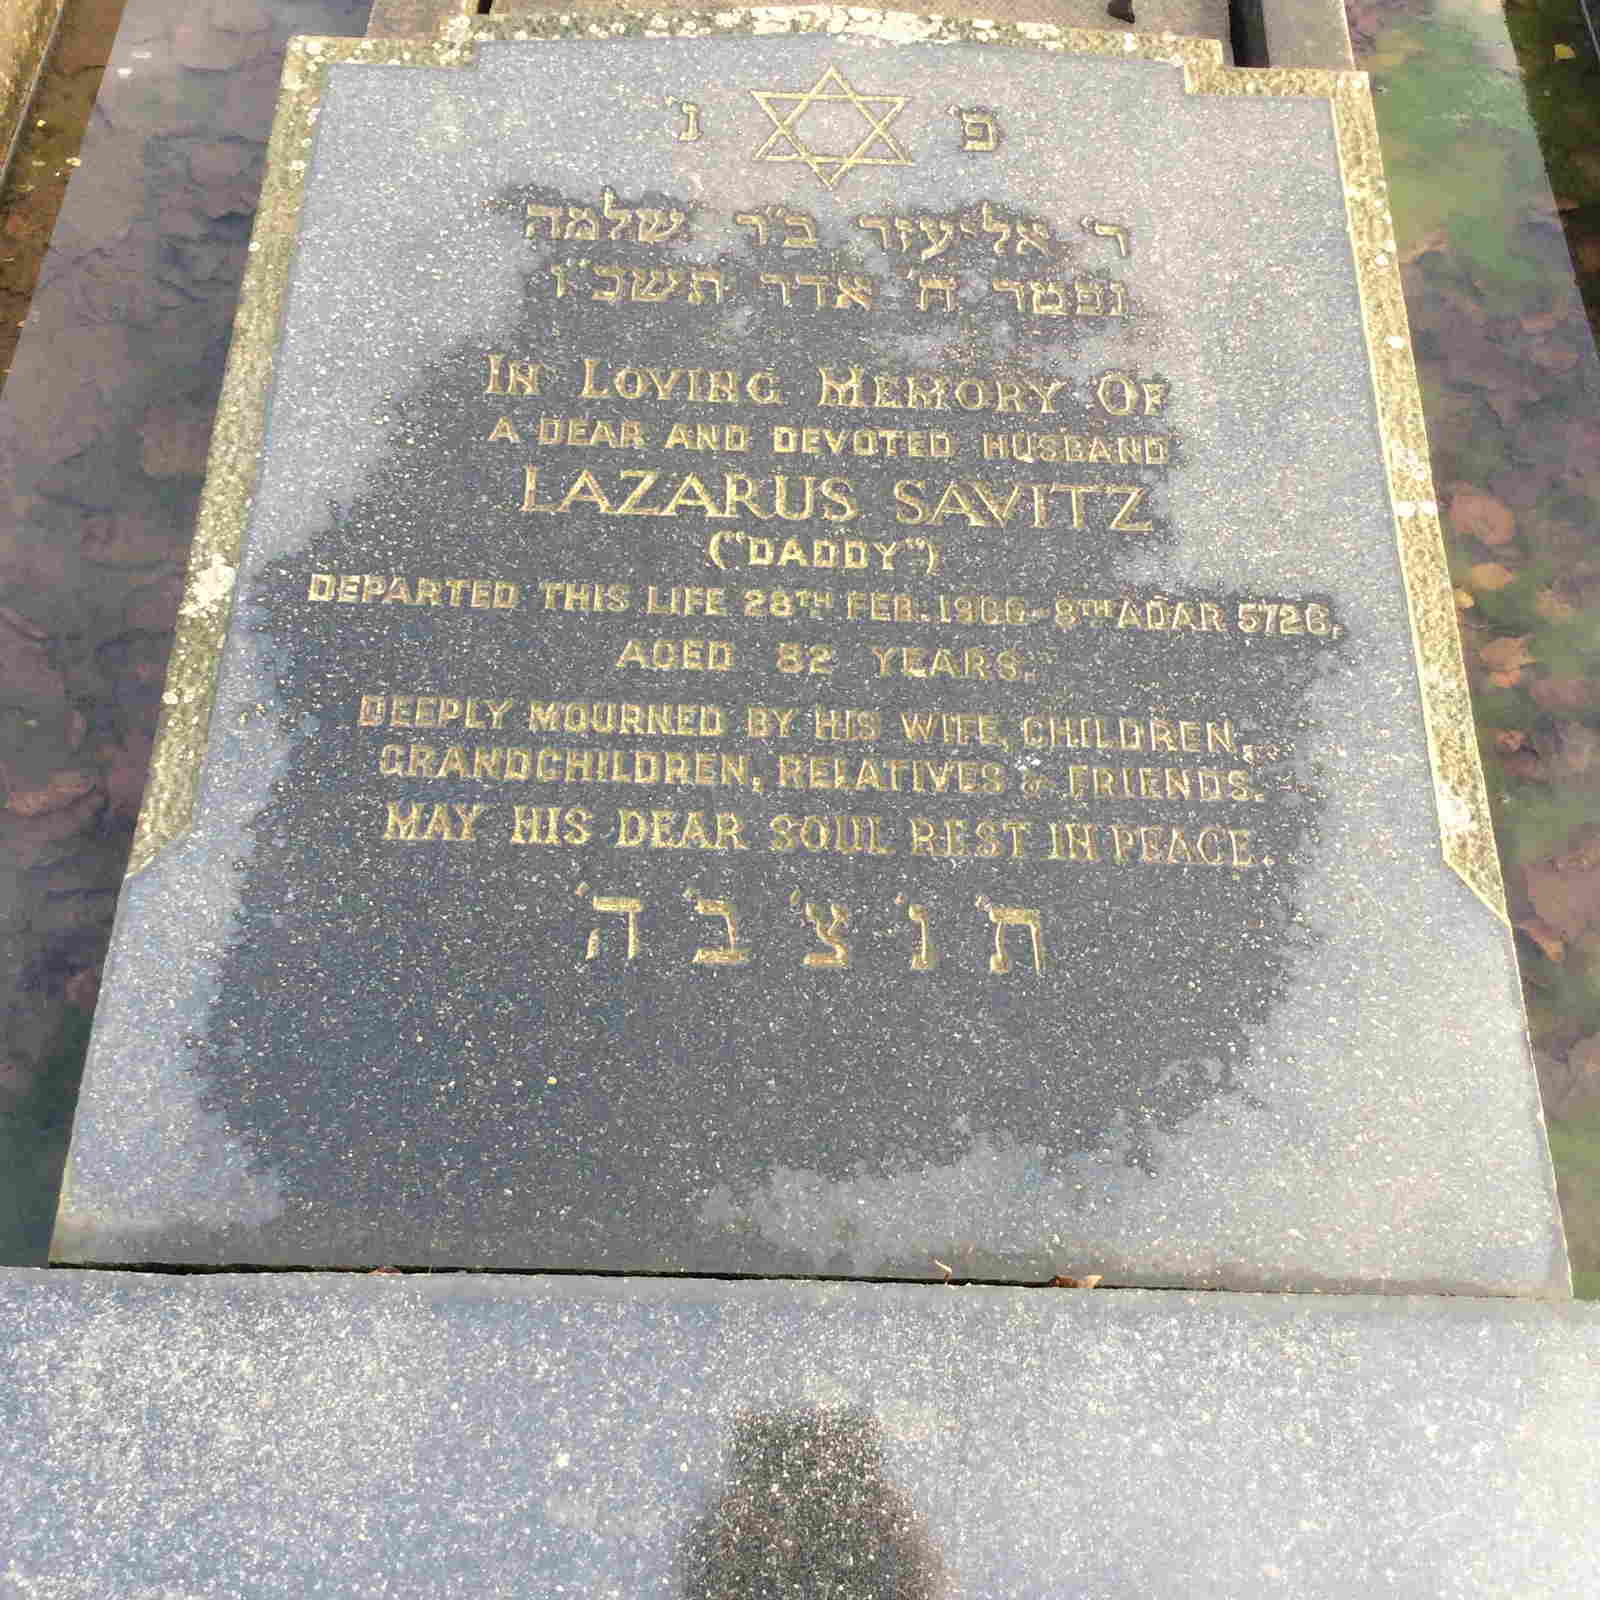 פ' נ'
ר' אליעזר ב"ר שלמה
נפטר ח' אדר תשכ"ו
IN LOVING MEMORY OF
A DEAR AND DEVOTED HUSBAND
LAZARUS SAVITZ
("DADDY")
DEPARTED THIS LIFE 28TH FEB. 1966 - 8TH ADAR 5726,
AGED 82 YEARS.
DEEPLY MOURNED BY HIS WIFE, CHILDREN,
GRANDCHILDREN, RELATIVES & FRIENDS.
MAY HIS DEAR SOUL REST IN PEACE.
ת' נ' צ' ב' ה'